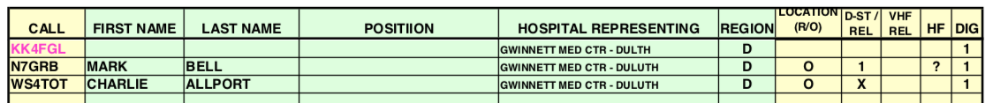 CALL FIRST NAME LAST NAME POSITIION HOSPITAL REPRESENTING REGION LOCATION (R/O) D-ST / REL VHF REL HF DIG
KK4FGL GWINNETT MED CTR - DULTH D 1
N7GRB MARK BELL GWINNETT MED CTR - DULUTH D O 1 ? 1
WS4TOT CHARLIE ALLPORT GWINNETT MED CTR - DULUTH D O X 1